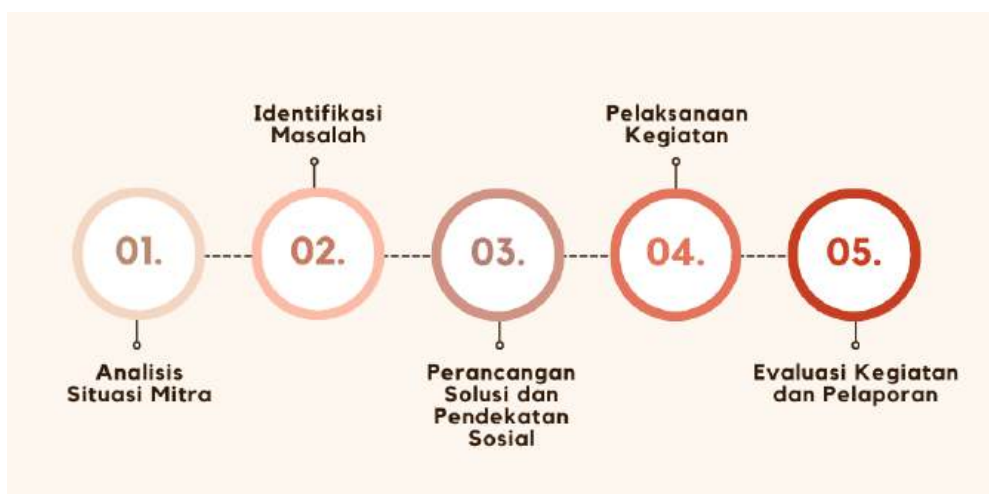 01.
Analisis
Situasi Mitra
Identifikasi
Masalah
02.
03.
Perancangan
Solusi dan
Pendekatan
Sosial
Pelaksanaan
Kegiatan
04.
05.
Evaluasi Kegiatan
dan Pelaporan